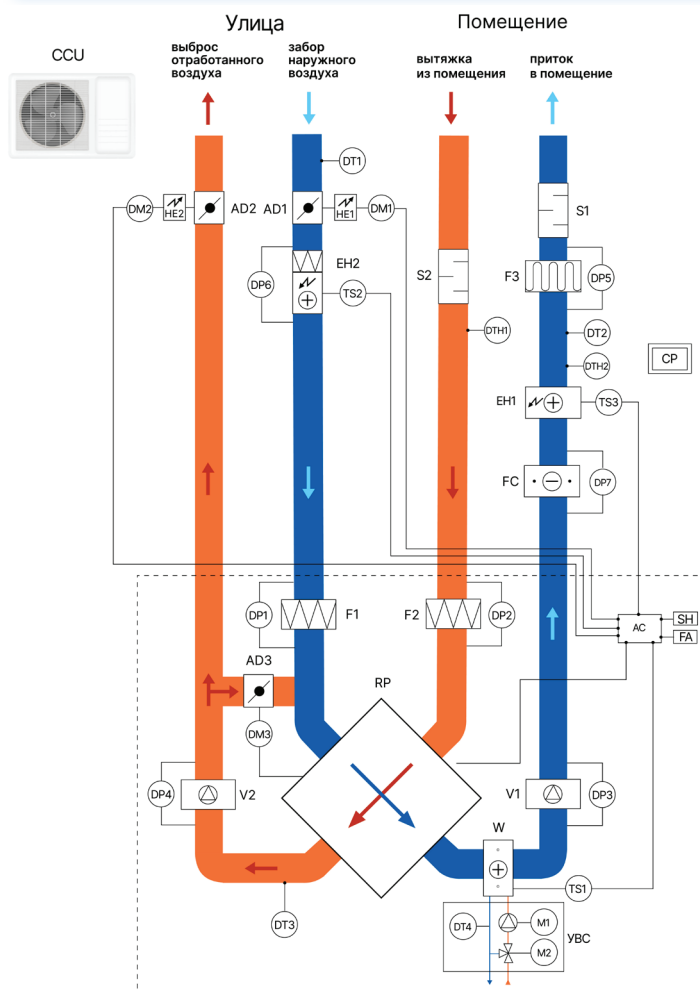 Улица
Помещение
CCU
выброс
отработанного
воздуха
забор
наружного
воздуха
вытяжка
из помещения
приток
в помещение
DT1
DM2
HE2
AD2
AD1
HE1
DM1
S1
EH2
DP6
TS2
S2
F3
DP5
DTH1
DT2
DTH2
CP
EH1
TS3
FC
DP7
DP1
F1
F2
DP2
AC
SH
FA
AD3
RP
DM3
DP4
V2
V1
DP3
W
TS1
DT3
DT4
M1
M2
УВС